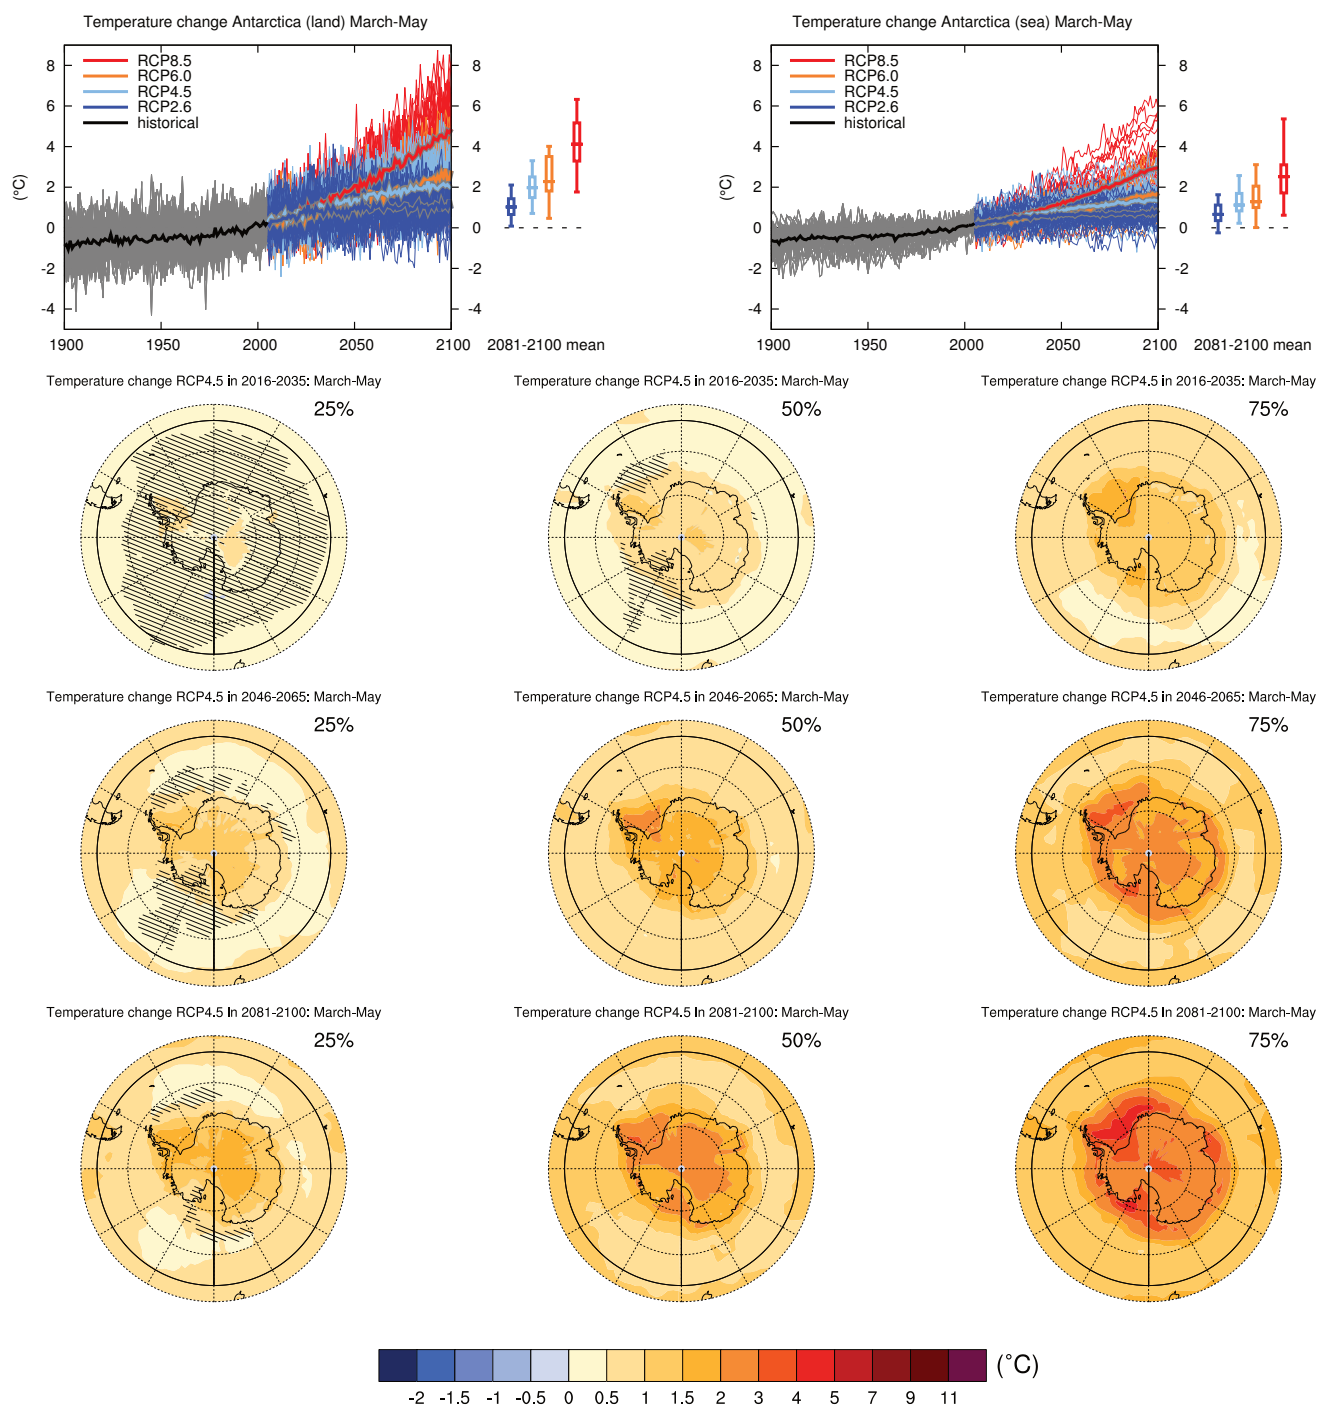 Temperature change Antarctica (land) March-May
8
6
4
2
0
-2
-4
(°C)
RCP8.5
RCP6.0
RCP4.5
RCP2.6
historical
8
6
4
2
0
-2
-4
1900 1950 2000 2050 2100 2081-2100 mean
Temperature change Antarctica (sea) March-May
8
6
4
2
0
-2
-4
(°C)
RCP8.5
RCP6.0
RCP4.5
RCP2.6
historical
8
6
4
2
0
-2
-4
1900 1950 2000 2050 2100 2081-2100 mean
Temperature change RCP4.5 in 2016-2035: March-May
25%
Temperature change RCP4.5 in 2016-2035: March-May
50%
Temperature change RCP4.5 in 2016-2035: March-May
75%
Temperature change RCP4.5 in 2046-2065: March-May
25%
Temperature change RCP4.5 in 2046-2065: March-May
50%
Temperature change RCP4.5 in 2046-2065: March-May
75%
Temperature change RCP4.5 in 2081-2100: March-May
25%
Temperature change RCP4.5 in 2081-2100: March-May
50%
Temperature change RCP4.5 in 2081-2100: March-May
75%
(°C)
-2 -1.5 -1 -0.5 0 0.5 1 1.5 2 3 4 5 7 9 11